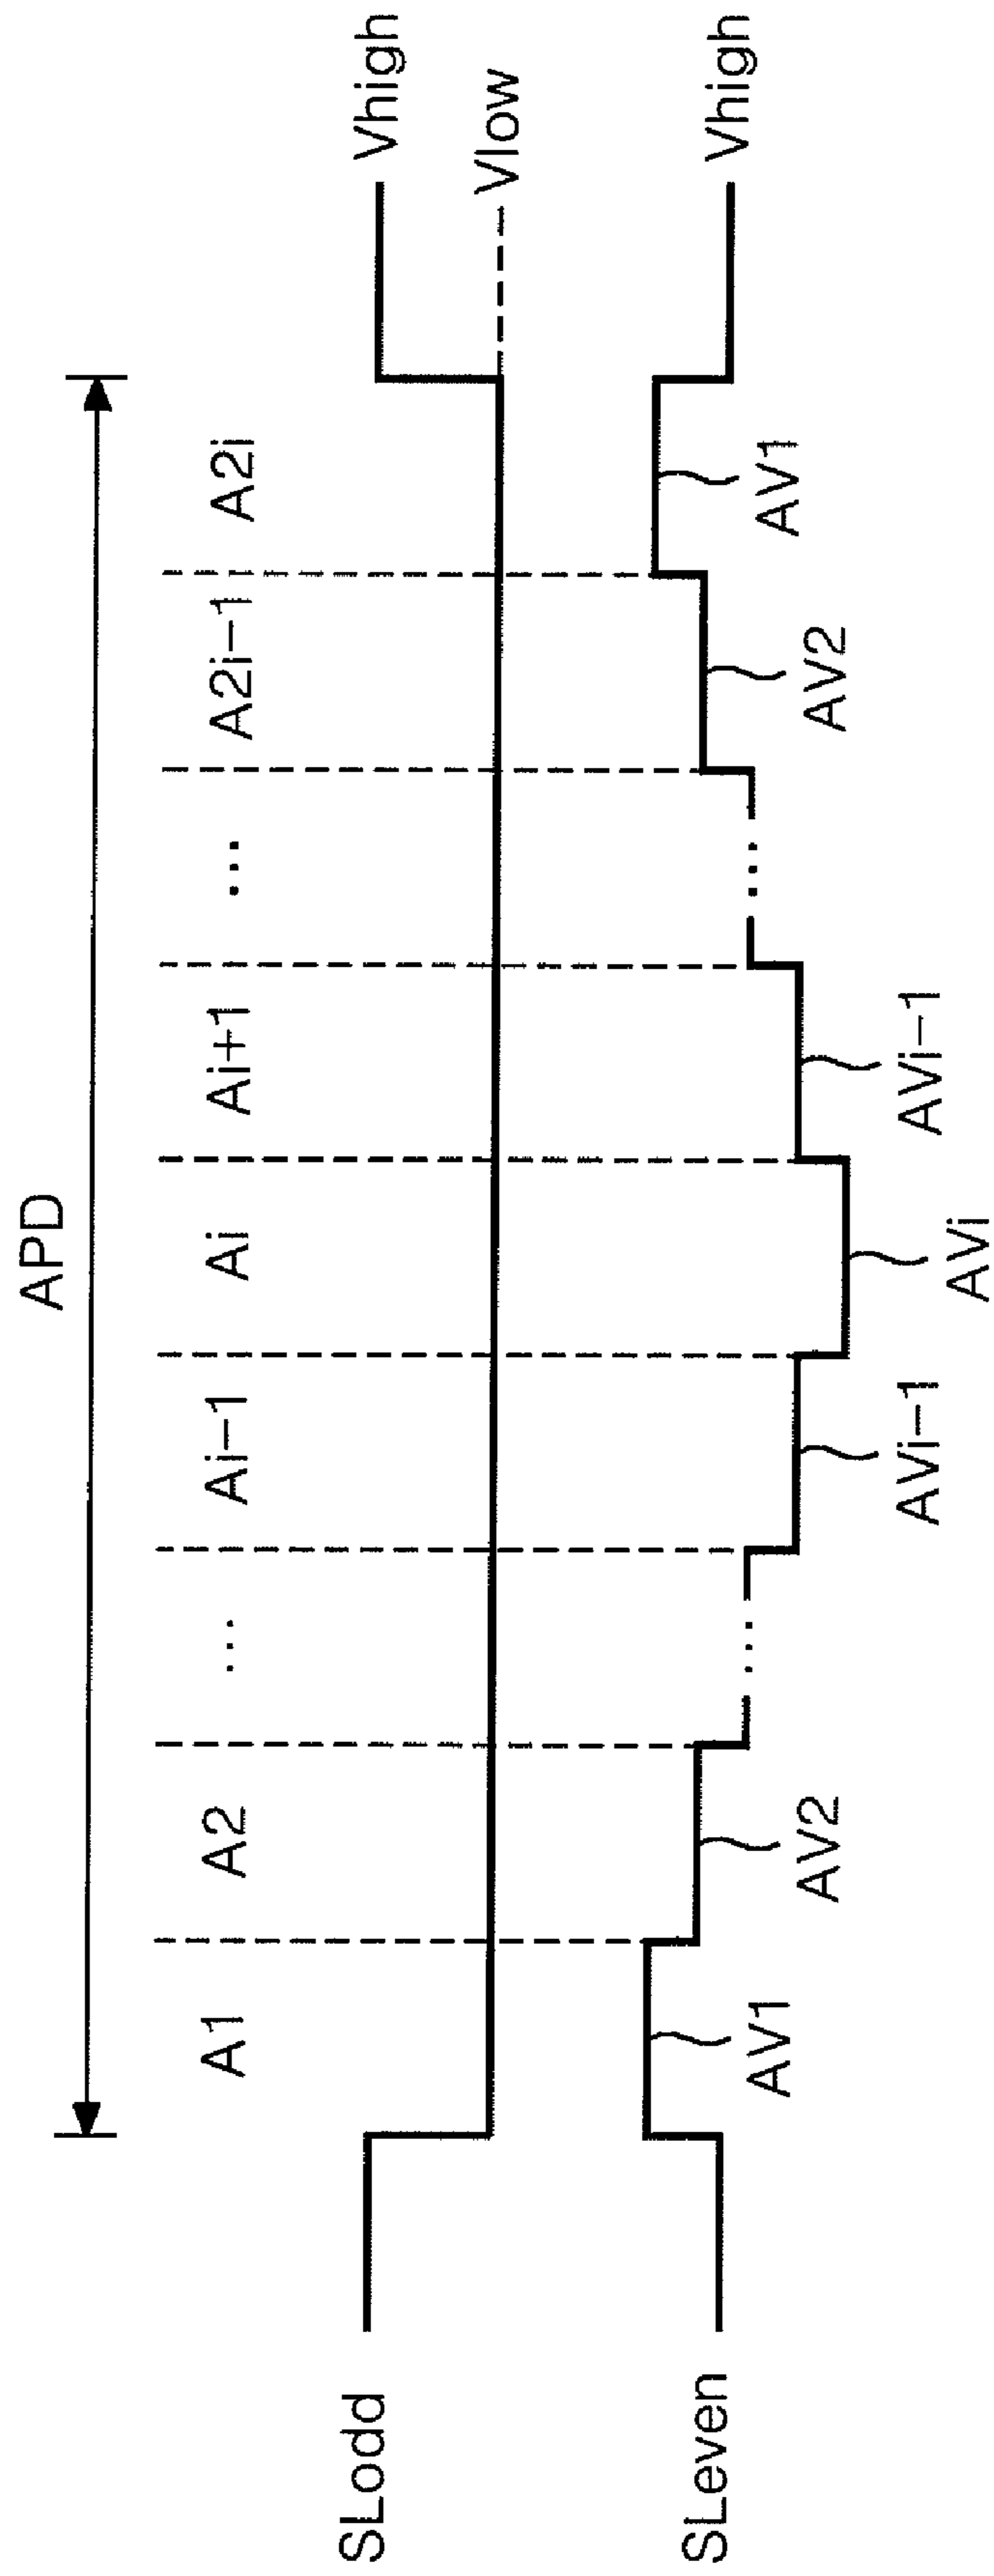 APD
A1 A2 ... Ai-1 Ai Ai+1 ... A2i-1 A2i
SLodd Vhigh
Vlow
SLeven Vhigh
AV1 AV2 ... AVi-1 AVi AVi-1 ... AV2 AV1